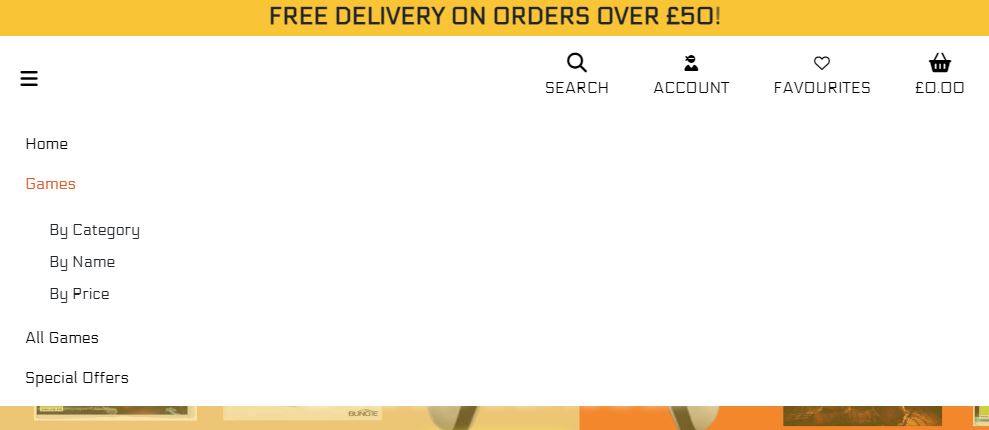 FREE DELIVERY ON ORDERS OVER £50!
SEARCH
ACCOUNT
FAVOURITES
£0.00
Home
Games
By Category
By Name
By Price
All Games
Special Offers
BUNGIE